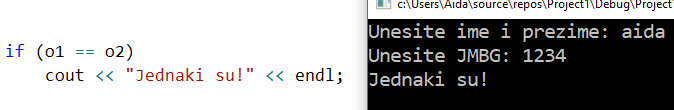 c:\Users\Aida\source\repos\Project1\Debug\Project1
if (o1 == o2)
cout << "Jednaki su!" << endl;
Unesite ime i prezime: aida
Unesite JMBG: 1234
Jednaki su!